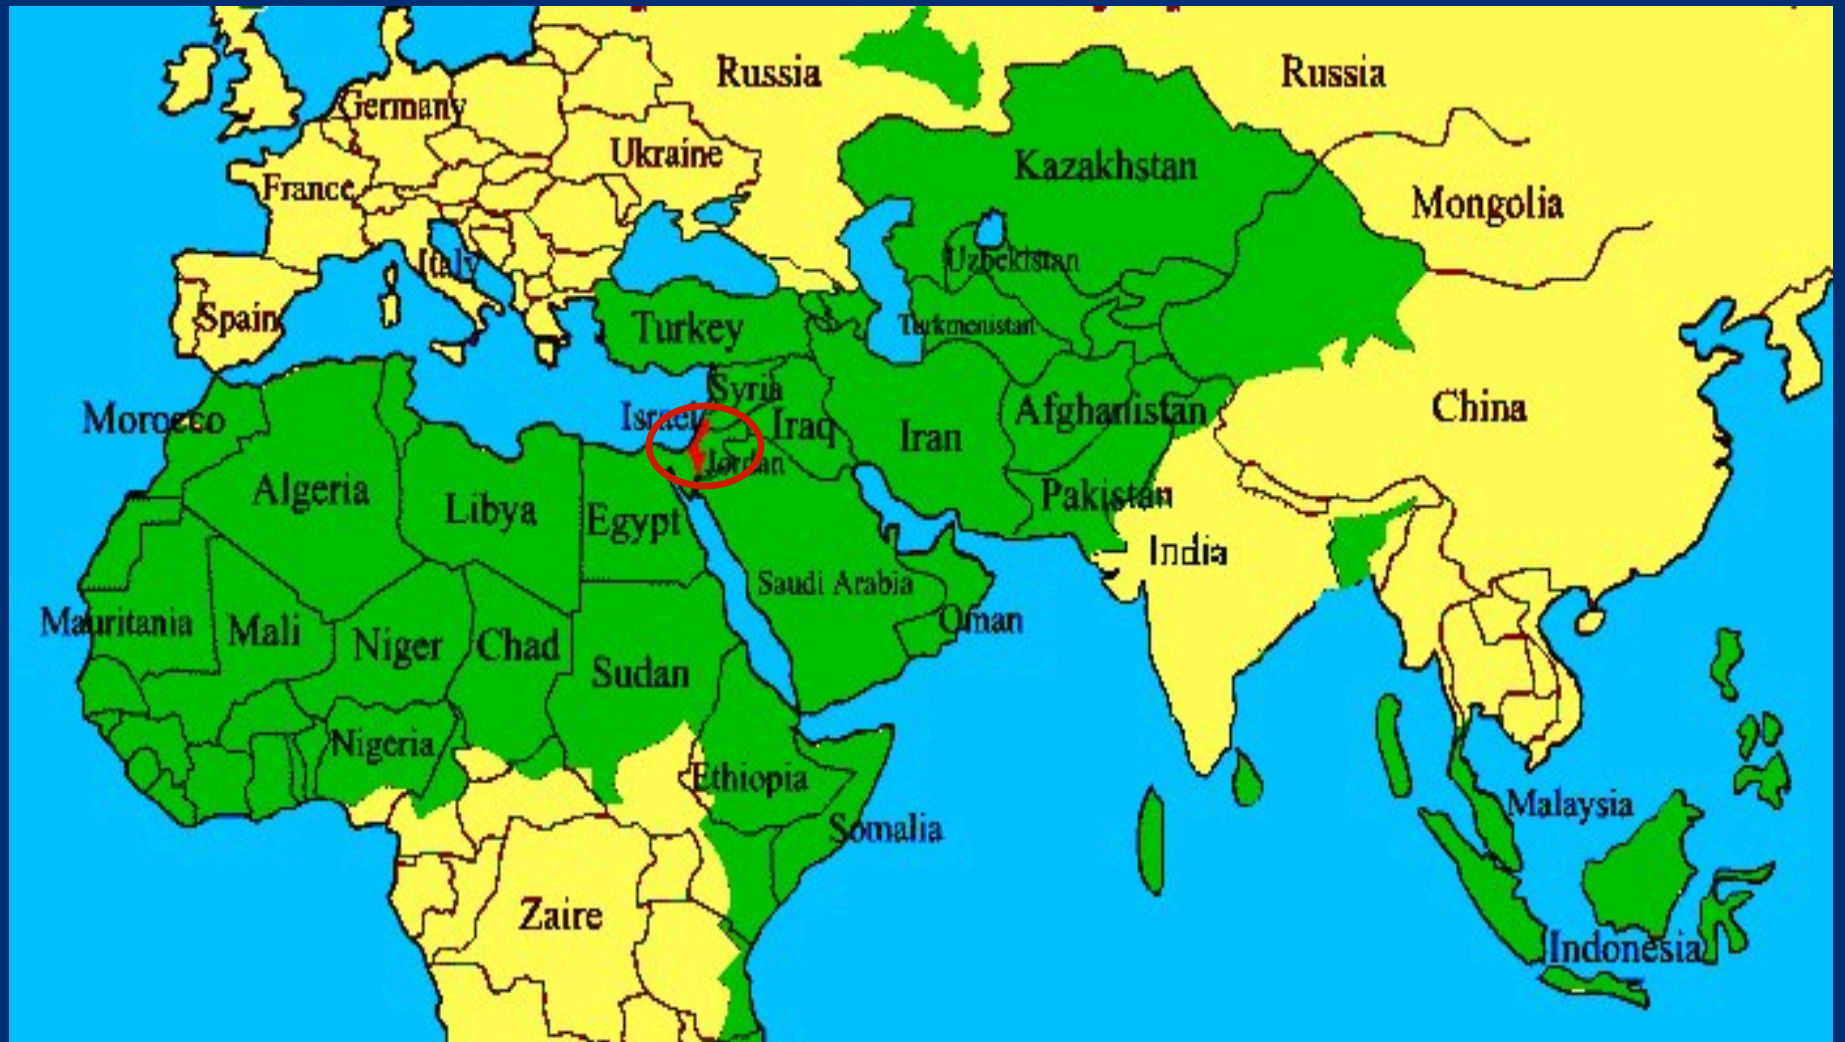 Russia
Russia
Germany
Ukraine
Kazakhstan
France
Mongolia
Italy
Uzbekistan
Spain
Turkey
Turkmenistan
Syria
China
Morocco
Israel
Iraq
Iran
Afghanistan
Jordan
Algeria
Libya
Egypt
Pakistan
India
Saudi Arabia
Mauritania
Mali
Niger
Chad
Sudan
Oman
Nigeria
Ethiopia
Malaysia
Somalia
Zaire
Indonesia